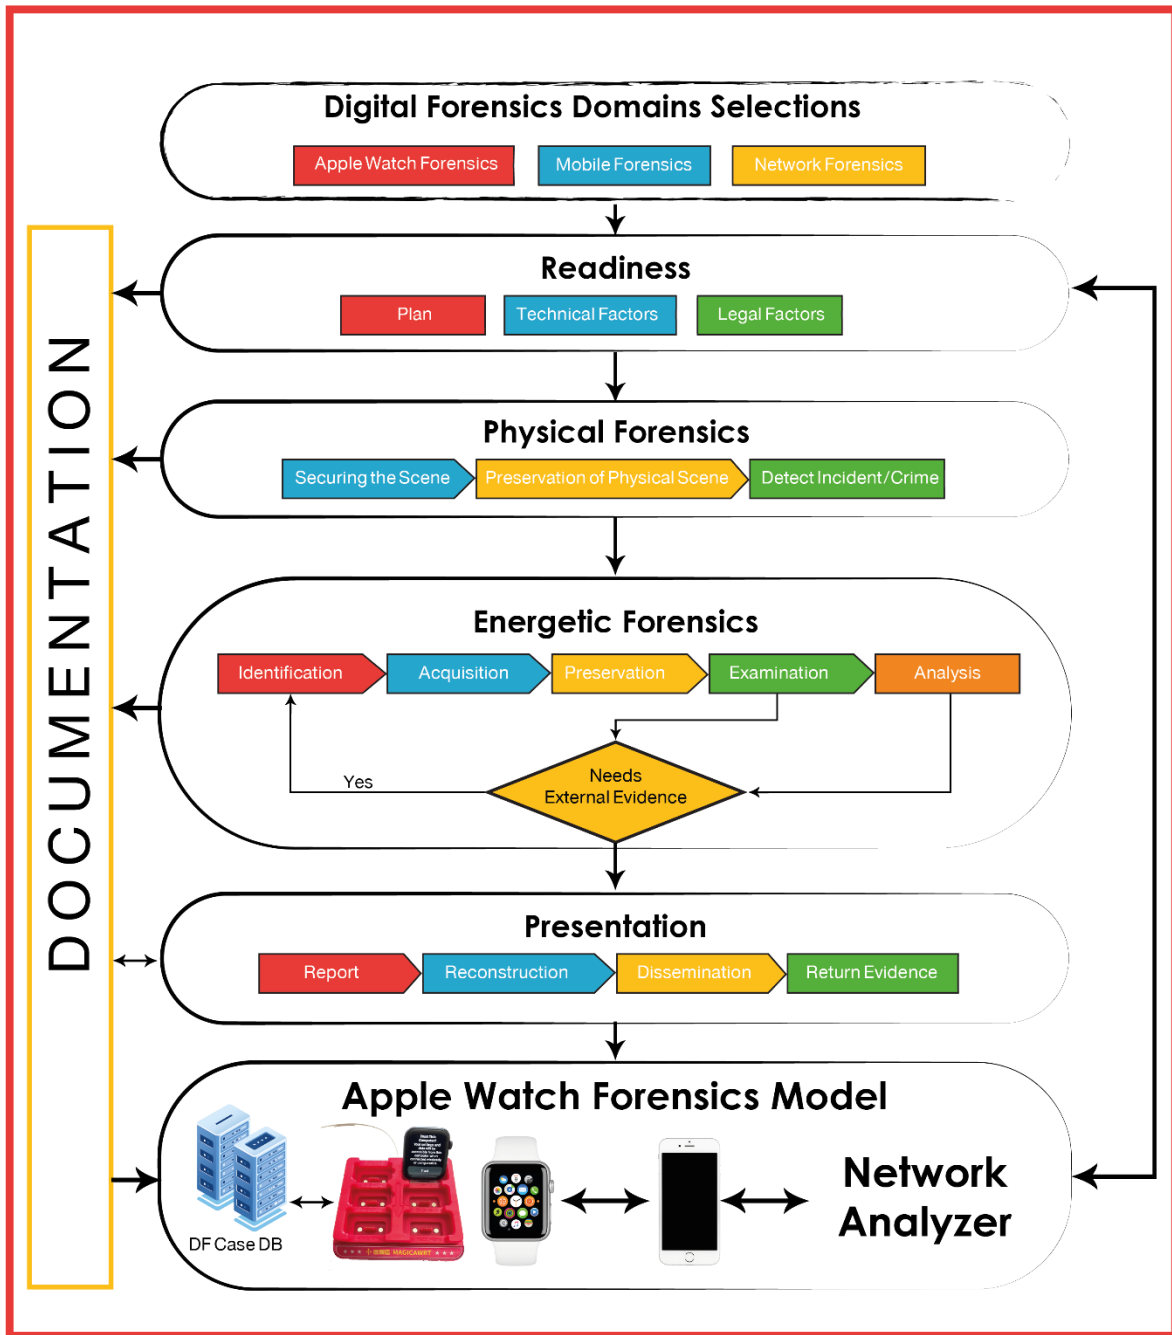 Digital Forensics Domains Selections
Apple Watch Forensics
Mobile Forensics
Network Forensics
DOCUMENTATION
Readiness
Plan
Technical Factors
Legal Factors
Physical Forensics
Securing the Scene
Preservation of Physical Scene
Detect Incident/Crime
Energetic Forensics
Identification
Acquisition
Preservation
Examination
Analysis
Needs
External Evidence
Yes
Presentation
Report
Reconstruction
Dissemination
Return Evidence
Apple Watch Forensics Model
DF Case DB
MAGICAWRT
Network
Analyzer